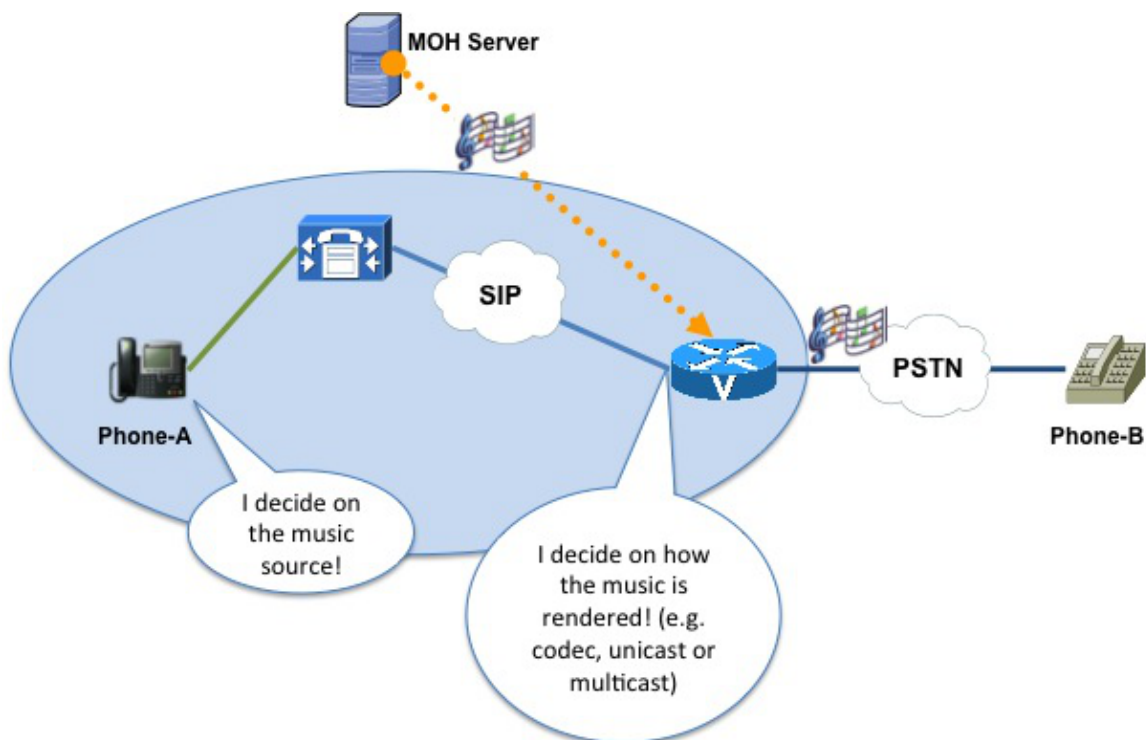 MOH Server
SIP
PSTN
Phone-A
Phone-B
I decide on
the music
source!
I decide on how
the music is
rendered! (e.g.
codec, unicast or
multicast)
V